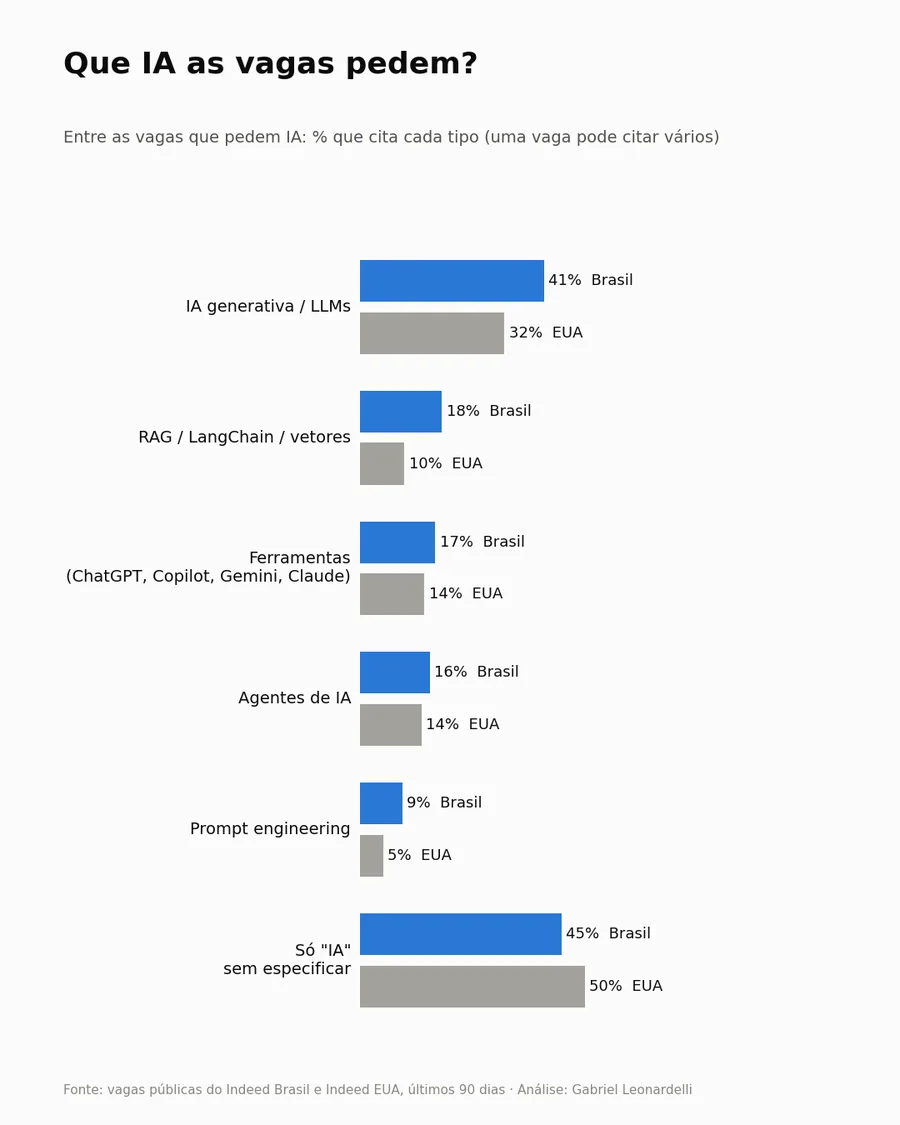 Que IA as vagas pedem?
Entre as vagas que pedem IA: % que cita cada tipo (uma vaga pode citar vários)
41% Brasil
IA generativa / LLMs
32% EUA
18% Brasil
RAG / LangChain / vetores
10% EUA
17% Brasil
Ferramentas
(ChatGPT, Copilot, Gemini, Claude)
14% EUA
16% Brasil
Agentes de IA
14% EUA
9% Brasil
Prompt engineering
5% EUA
45% Brasil
Só "IA"
sem especificar
50% EUA
Fonte: vagas públicas do Indeed Brasil e Indeed EUA, últimos 90 dias · Análise: Gabriel Leonardelli